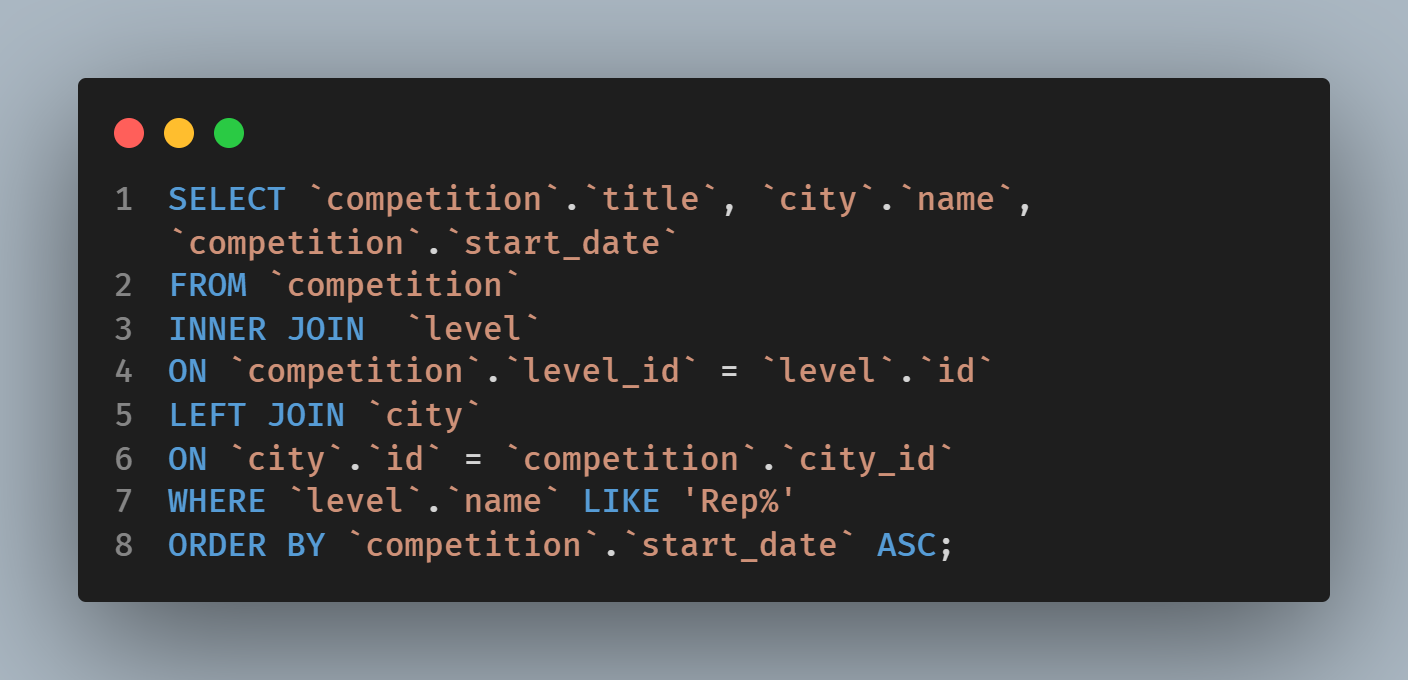 1 SELECT `competition`.`title`, `city`.`name`,
`competition`.`start_date`
2 FROM `competition`
3 INNER JOIN  `level`
4 ON `competition`.`level_id` = `level`.`id`
5 LEFT JOIN `city`
6 ON `city`.`id` = `competition`.`city_id`
7 WHERE `level`.`name` LIKE 'Rep%'
8 ORDER BY `competition`.`start_date` ASC;